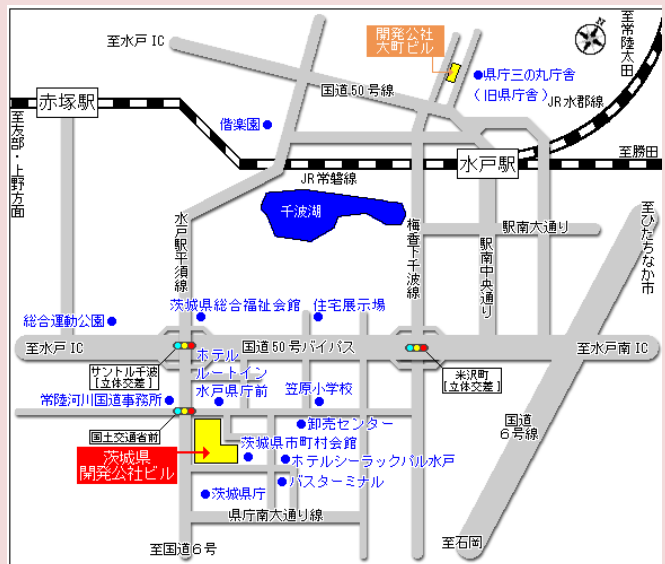 開発公社
大町ビル
N
至常陸太田
至水戸IC
県庁三の丸庁舎
(旧県庁舎)
国道50号線
JR水郡線
赤塚駅
偕楽園
至友部・上野方面
水戸駅
至勝田
JR常磐線
千波湖
水戸駅平須線
梅香下千波線
駅南大通り
駅南中央通り
至ひたちなか市
茨城県総合福祉会館
住宅展示場
総合運動公園
至水戸IC
国道50号バイパス
至水戸南IC
サントル千波
[立体交差]
ホテル
ルートイン
水戸県庁前
米沢町
[立体交差]
笠原小学校
常陸河川国道事務所
国道6号線
卸売センター
国土交通省前
茨城県
開発公社ビル
茨城県市町村会館
ホテルシーラックパル水戸
バスターミナル
茨城県庁
県庁南大通り線
至国道6号
至石岡